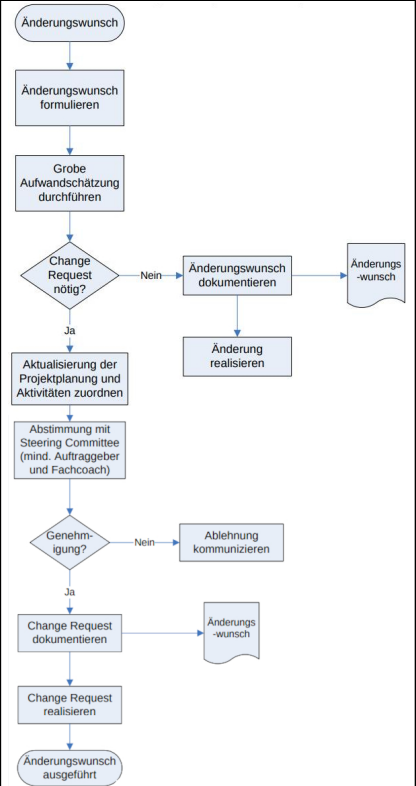 Änderungswunsch
Änderungswunsch
formulieren
Grobe
Aufwandschätzung
durchführen
Change
Request
nötig?
Nein
Änderungswunsch
dokumentieren
Änderungs
-wunsch
Ja
Änderung
realisieren
Aktualisierung der
Projektplanung und
Aktivitäten zuordnen
Abstimmung mit
Steering Committee
(mind. Auftraggeber
und Fachcoach)
Genehm-
igung?
Nein
Ablehnung
kommunizieren
Ja
Change Request
dokumentieren
Änderungs
-wunsch
Change Request
realisieren
Änderungswunsch
ausgeführt